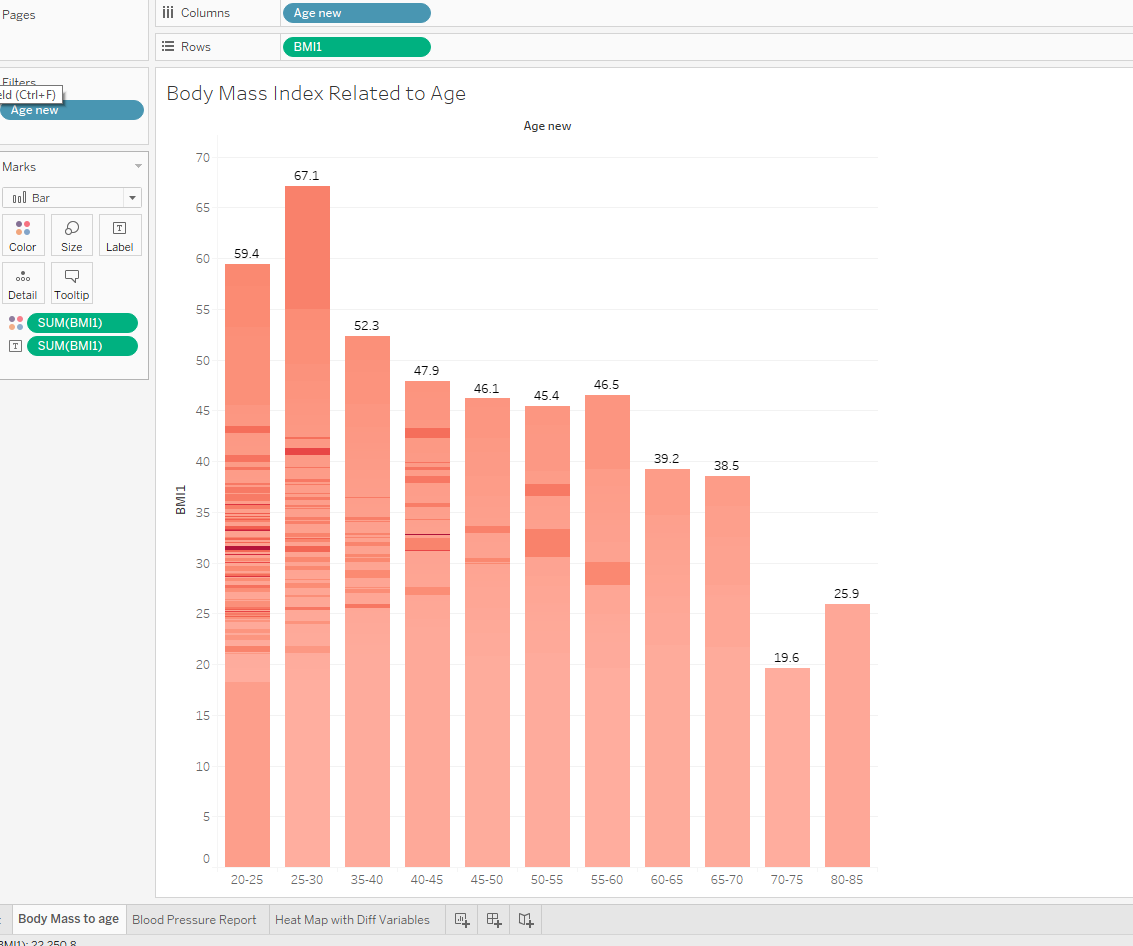 Pages
Columns
Age new
Rows
BMI1
Filters
eld (Ctrl+F)
Age new
Marks
Bar
Color
Size
Label
Detail
Tooltip
SUM(BMI1)
SUM(BMI1)
Body Mass Index Related to Age
Age new
70
65
60
55
50
45
40
35
30
25
20
15
10
5
0
BMI1
59.4
67.1
52.3
47.9
46.1
45.4
46.5
39.2
38.5
19.6
25.9
20-25
25-30
35-40
40-45
45-50
50-55
55-60
60-65
65-70
70-75
80-85
Body Mass to age
Blood Pressure Report
Heat Map with Diff Variables
BMI1): 22,250.8